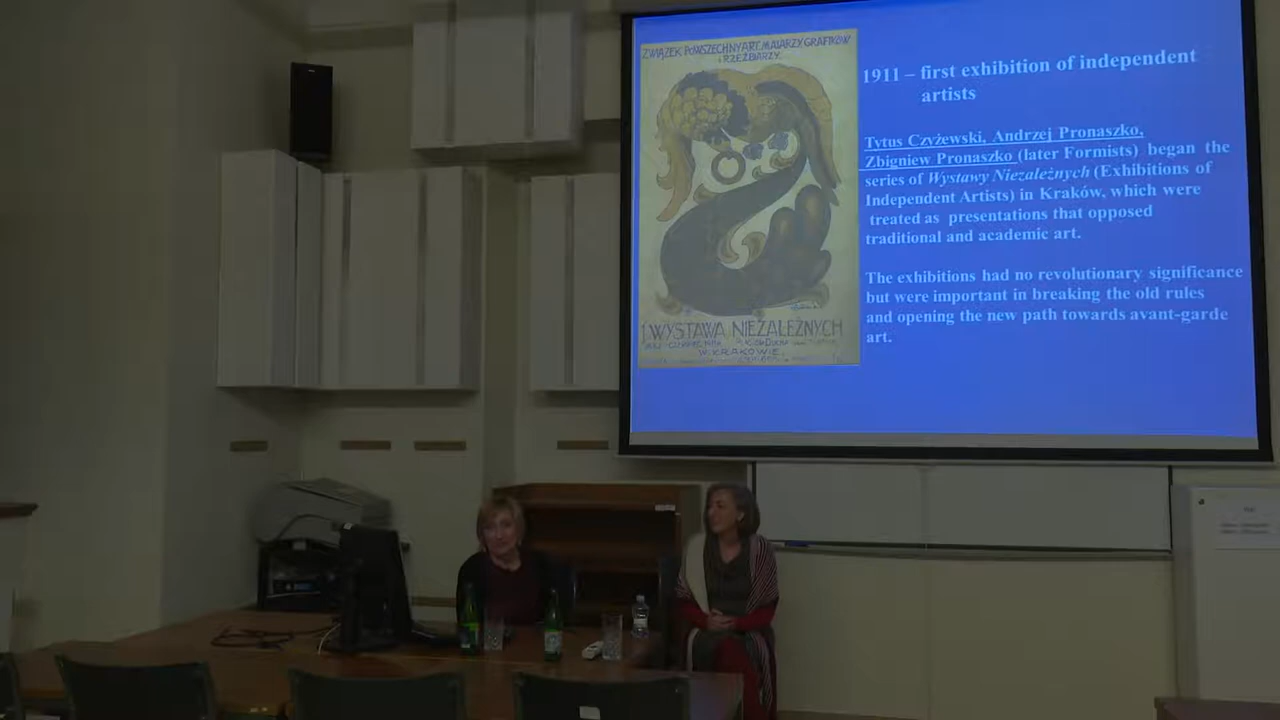 ZWIĄZEK POWSZECHNY ART. MALARZY GRAFIKÓW
I RZEŹBIARZY.
I WYSTAWA NIEZALEŻNYCH
W KRAKOWIE.
1911 – first exhibition of independent
artists
Tytus Czyżewski, Andrzej Pronaszko,
Zbigniew Pronaszko (later Formists) began the
series of Wystawy Niezależnych (Exhibitions of
Independent Artists) in Kraków, which were
treated as presentations that opposed
traditional and academic art.
The exhibitions had no revolutionary significance
but were important in breaking the old rules
and opening the new path towards avant-garde
art.